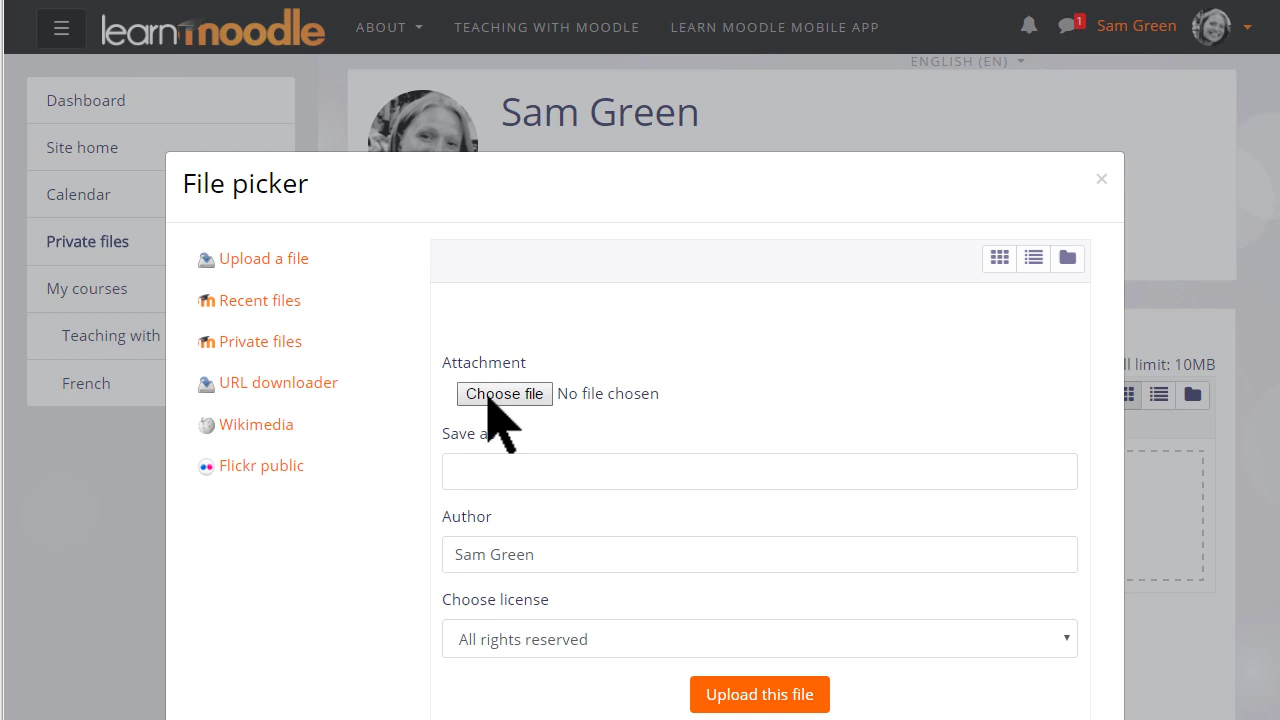 learn moodle
ABOUT
TEACHING WITH MOODLE
LEARN MOODLE MOBILE APP
1
Sam Green
ENGLISH (EN)
Dashboard
Site home
Calendar
Private files
My courses
Teaching with
French
Sam Green
File picker
×
Upload a file
Recent files
Private files
URL downloader
Wikimedia
Flickr public
Attachment
Choose file No file chosen
Save a
Author
Sam Green
Choose license
All rights reserved
Upload this file
ll limit: 10MB